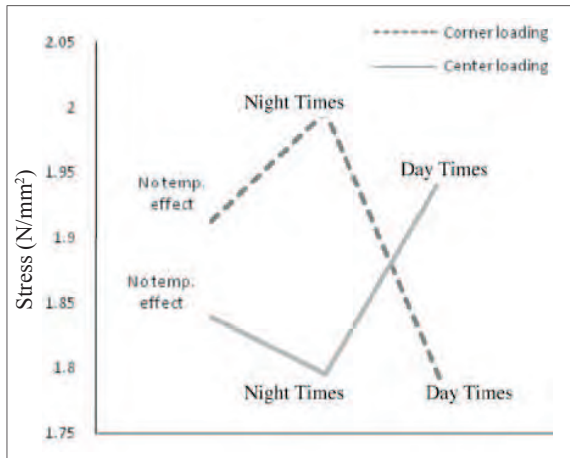 2.05
Corner loading
Center loading
2
Night Times
1.95
Day Times
No temp.
effect
1.9
Stress (N/mm²)
No temp.
effect
1.85
1.8
Night Times
Day Times
1.75